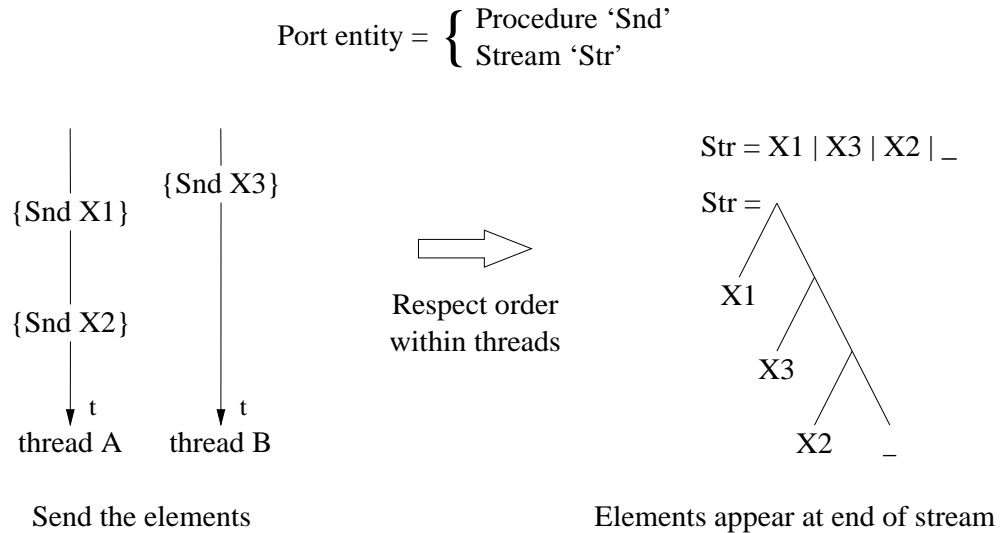 Port entity = { Procedure ‘Snd’
Stream ‘Str’
{Snd X1}
{Snd X2}
t
thread A
{Snd X3}
t
thread B
Send the elements
Respect order
within threads
Str = X1 | X3 | X2 | _
Str =
X1
X3
X2
_
Elements appear at end of stream